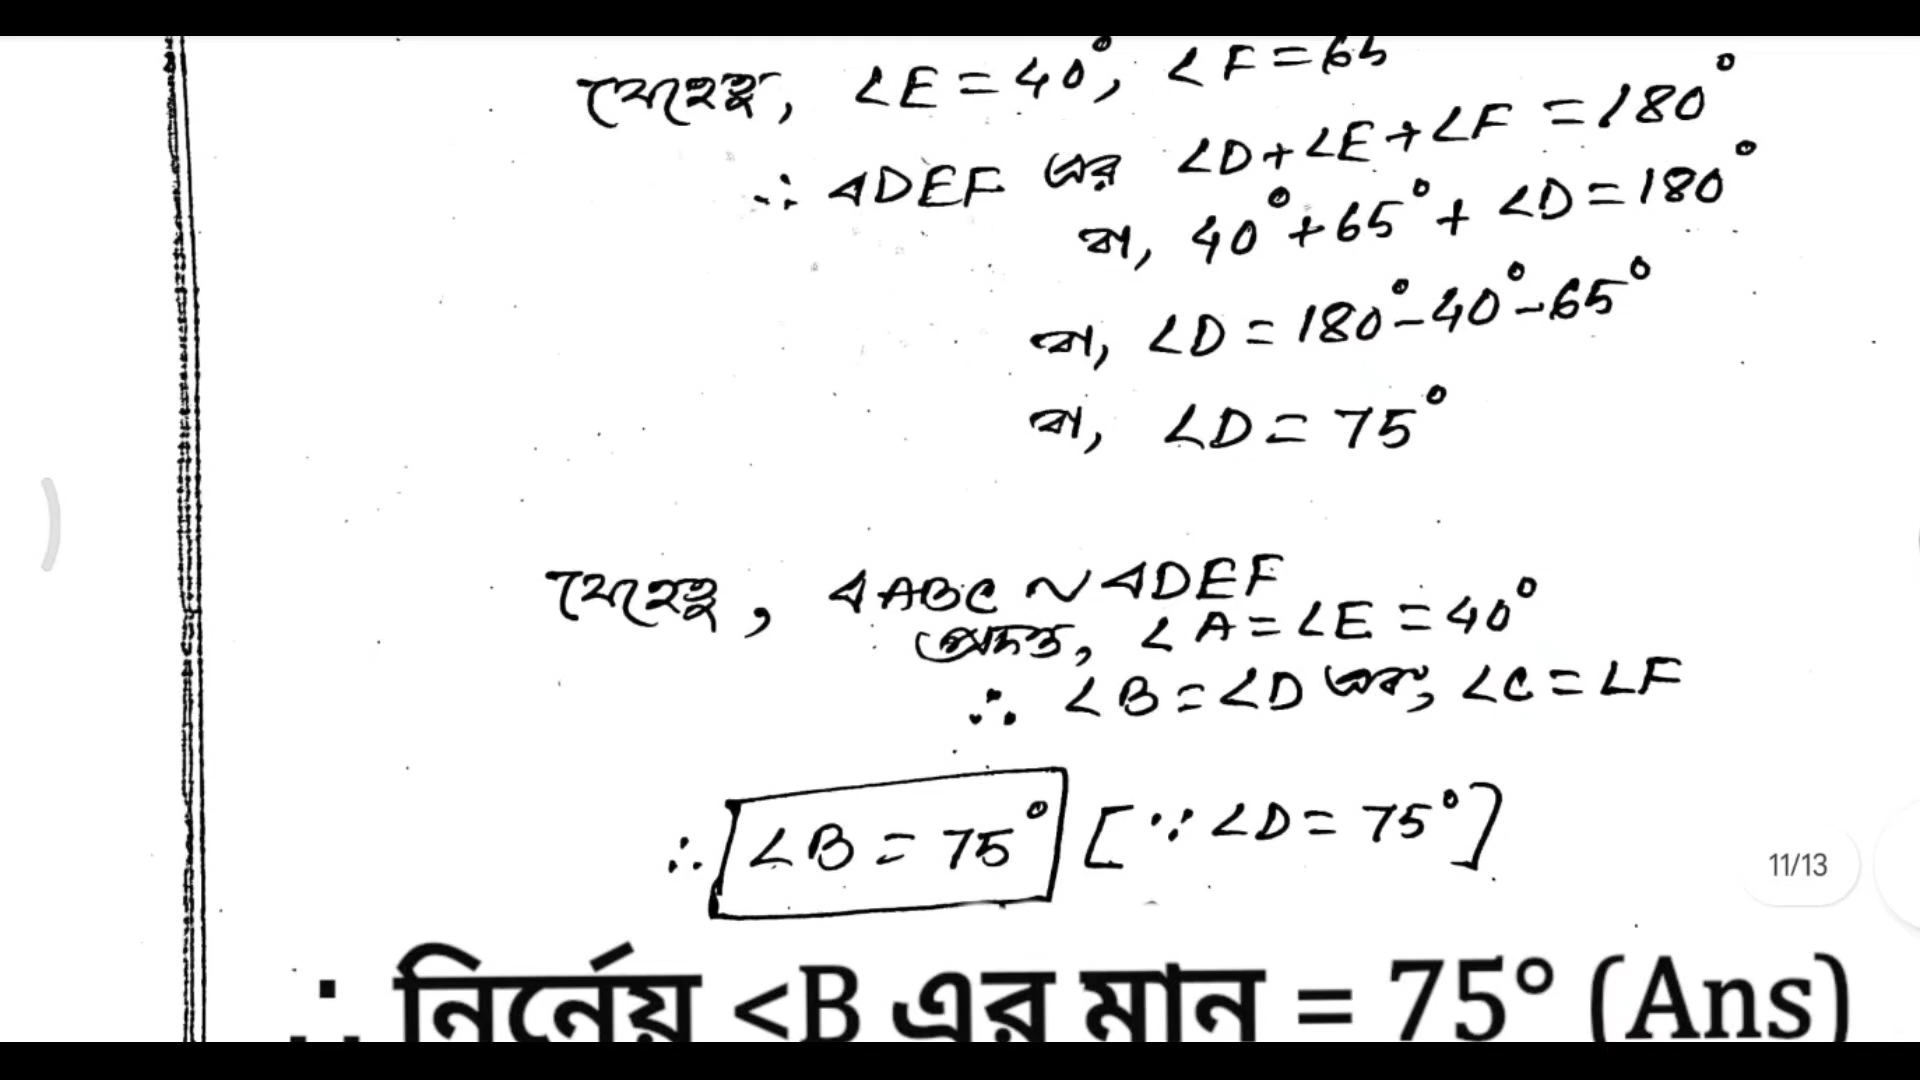 যেহেতু, ∠E = 40°, ∠F = 65
∴ ΔDEF এর ∠D+∠E+∠F = 180°
বা, 40°+65°+ ∠D = 180°
বা, ∠D = 180°-40°-65°
বা, ∠D = 75°
যেহেতু, ΔABC ~ ΔDEF
প্রদত্ত, ∠A = ∠E = 40°
∴ ∠B = ∠D এবং, ∠C = ∠F
∴ ∠B = 75° [∵ ∠D = 75°]
11/13
∴ নির্নেয় <B এর মান = 75° (Ans)